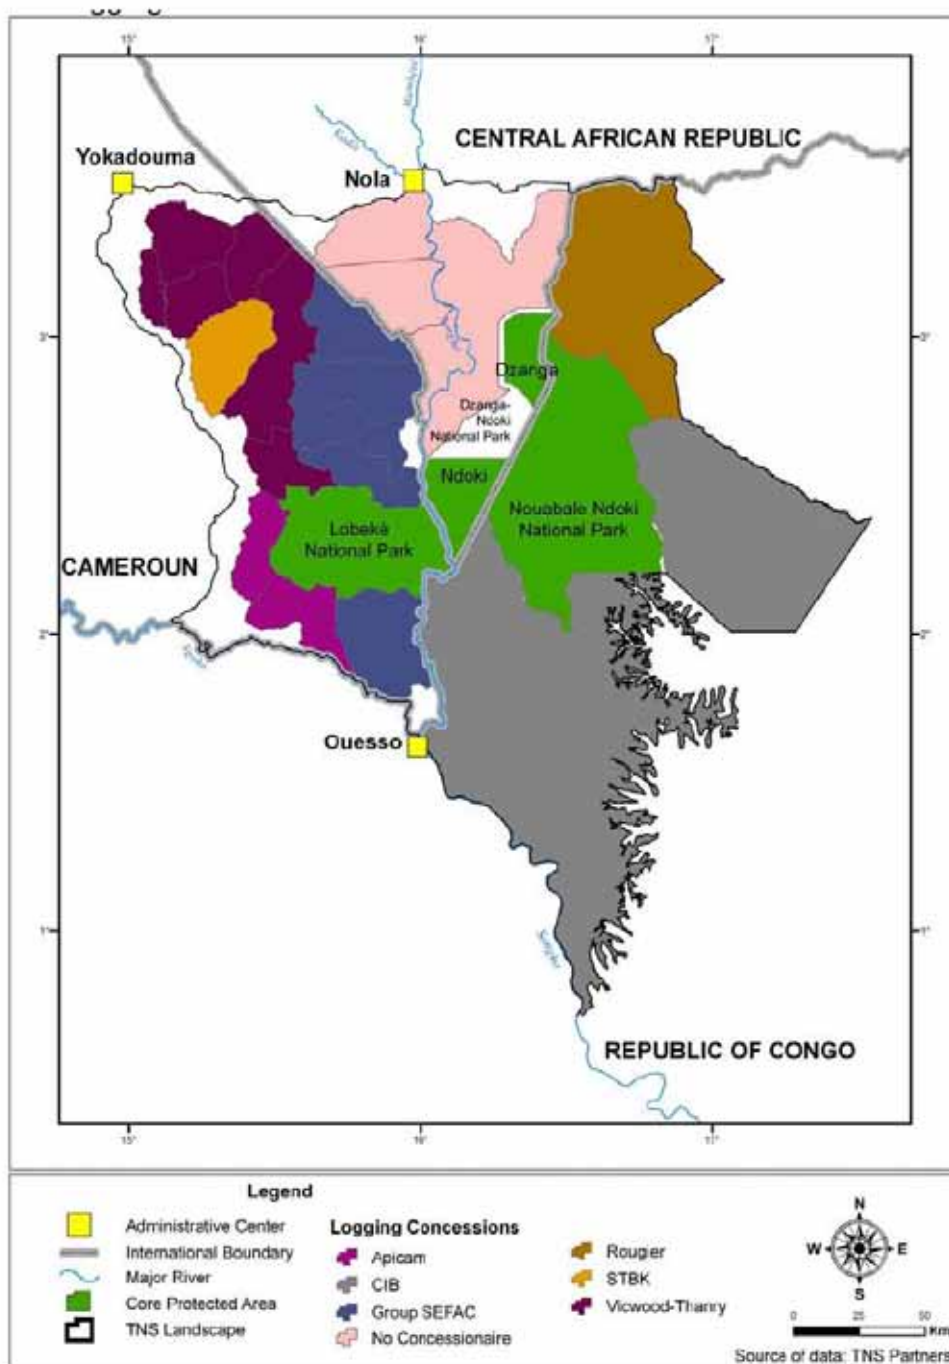 15° 16° 17°
CENTRAL AFRICAN REPUBLIC
Yokadouma
Nola
3° 3°
Dzanga
Dzanga-
Ndoki
National Park
Ndoki
Nouabale Ndoki
National Park
Lobeké
National Park
CAMEROUN
2° 2°
Ouesso
1° 1°
REPUBLIC OF CONGO
15° 16° 17°
Legend
Administrative Center
International Boundary
Major River
Core Protected Area
TNS Landscape
Logging Concessions
Apicam
CIB
Group SEFAC
No Concessionaire
Rougier
STBK
Vicwood-Thanry
N
W E
S
0 25 50
Km
Source of data: TNS Partners